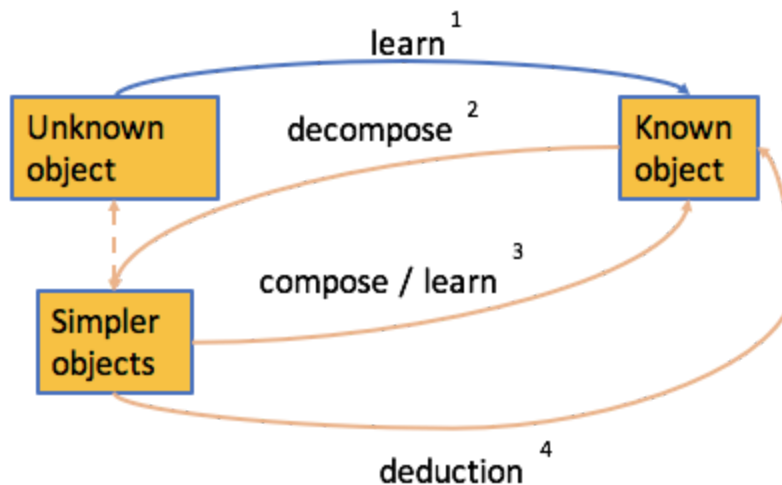 learn 1
Unknown
object
decompose 2
Known
object
compose / learn 3
Simpler
objects
deduction 4